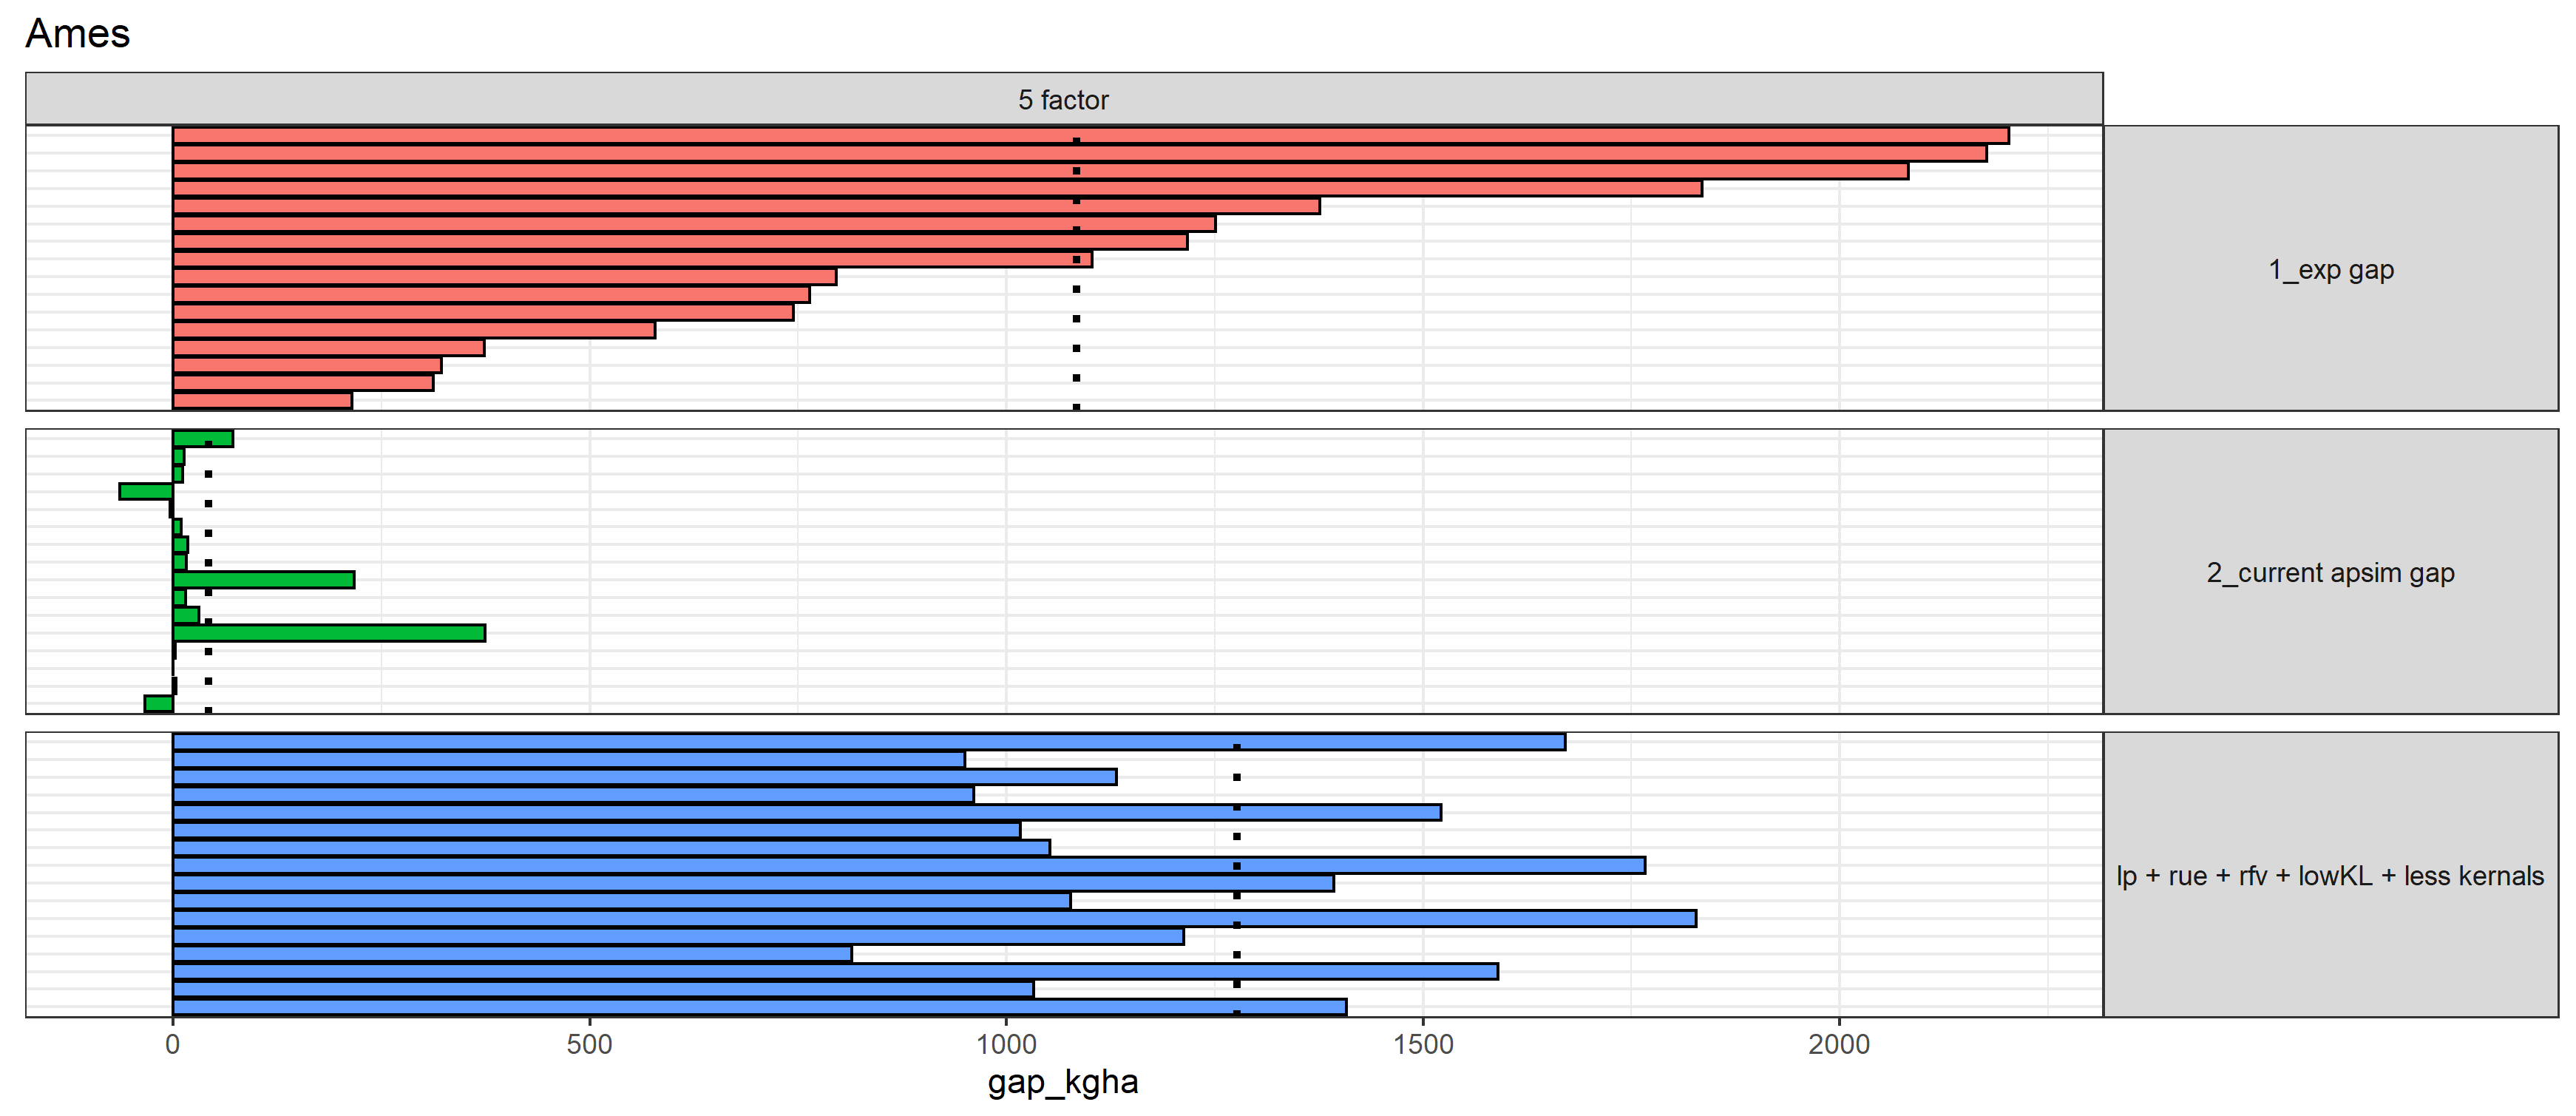 Ames
5 factor
1_exp gap
2_current apsim gap
lp + rue + rfv + lowKL + less kernals
0 500 1000 1500 2000
gap_kgha